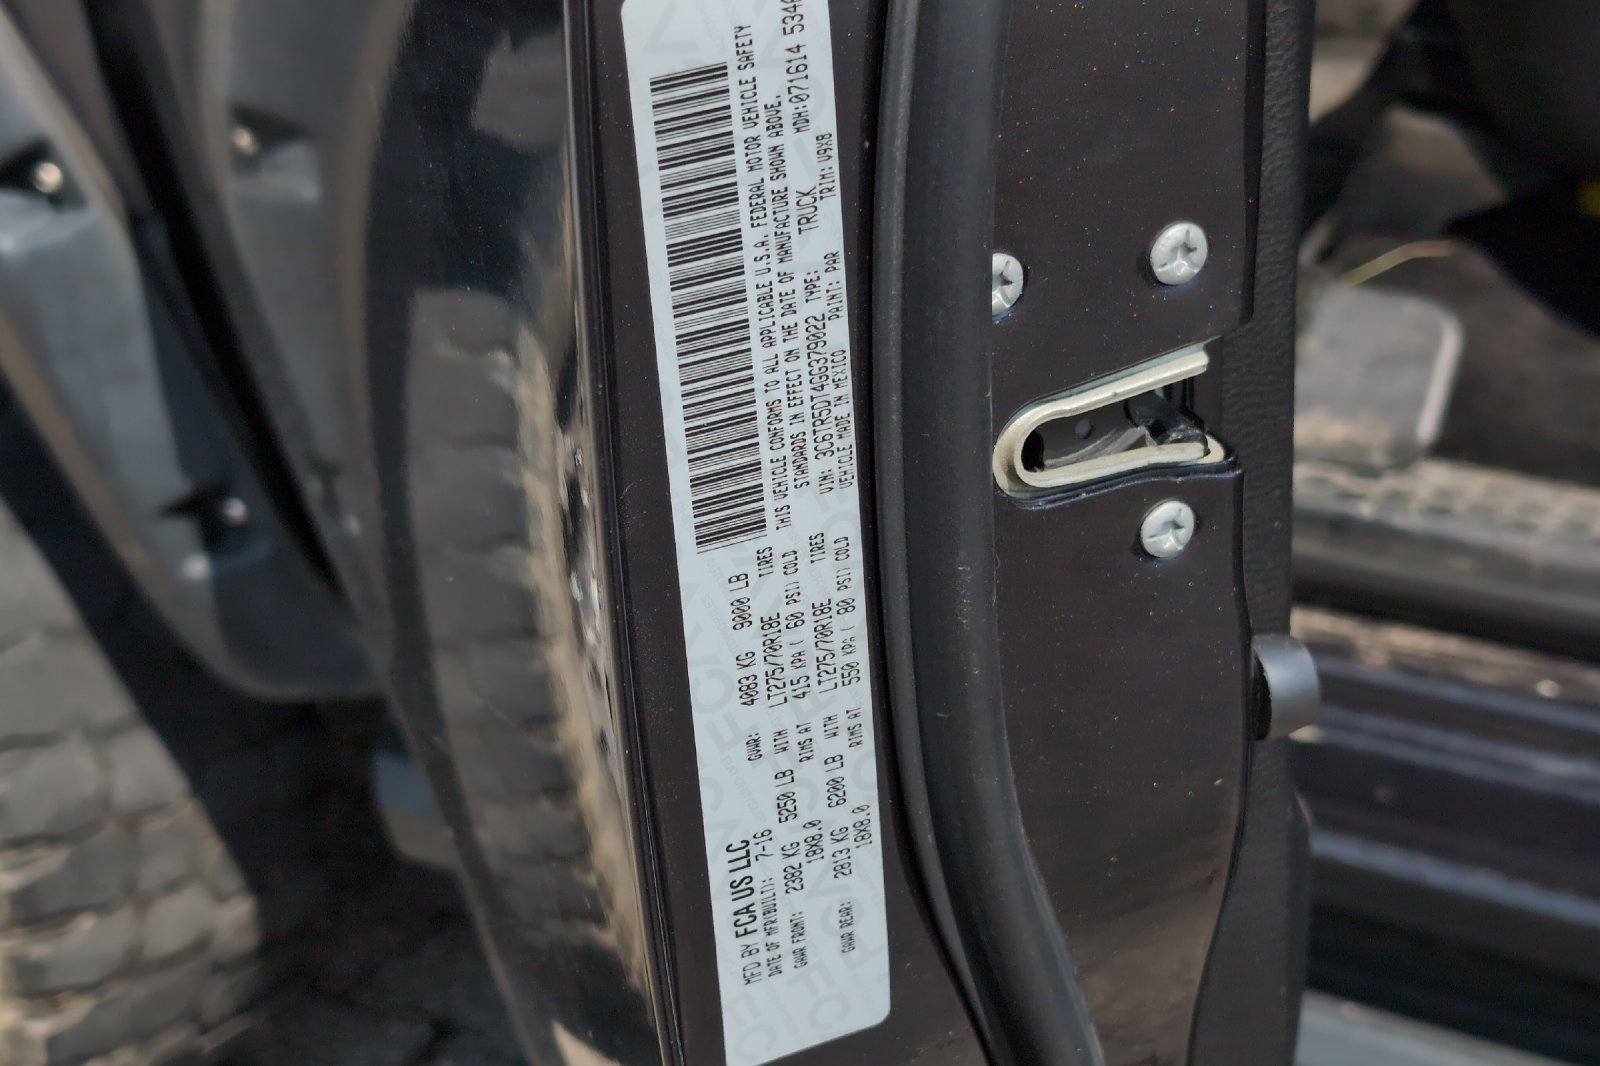 MFD BY FCA US LLC GVWR: 4083 KG 9000 LB
DATE OF MFR(BUILT): 7-16 LT275/70R18E TIRES
GAWR FRONT: 2382 KG 5250 LB WITH 415 KPA ( 60 PSI) COLD
18X8.0 RIMS AT
GAWR REAR: 2813 KG 6200 LB WITH LT275/70R18E TIRES
18X8.0 RIMS AT 550 KPA ( 80 PSI) COLD
THIS VEHICLE CONFORMS TO ALL APPLICABLE U.S.A. FEDERAL MOTOR VEHICLE SAFETY
STANDARDS IN EFFECT ON THE DATE OF MANUFACTURE SHOWN ABOVE.
VIN: 3C6TR5DT4GG379022 TYPE: TRUCK MDH:071614 534
VEHICLE MADE IN MEXICO PAINT: PAR TRIM: V9X8